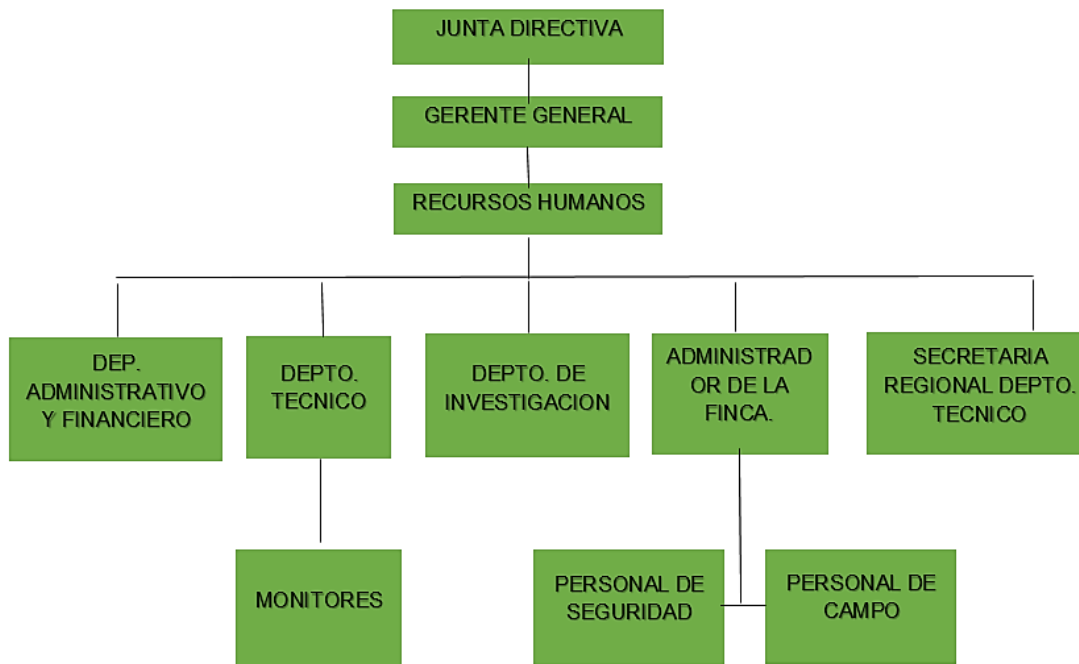 JUNTA DIRECTIVA
GERENTE GENERAL
RECURSOS HUMANOS
DEP.
ADMINISTRATIVO
Y FINANCIERO
DEPTO.
TECNICO
DEPTO. DE
INVESTIGACION
ADMINISTRAD
OR DE LA
FINCA.
SECRETARIA
REGIONAL DEPTO.
TECNICO
MONITORES
PERSONAL DE
SEGURIDAD
PERSONAL DE
CAMPO